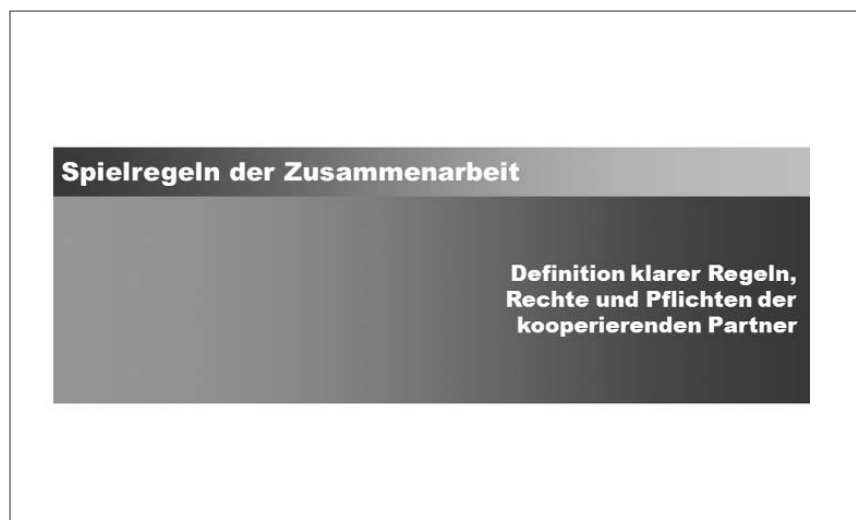 Spielregeln der Zusammenarbeit
Definition klarer Regeln,
Rechte und Pflichten der
kooperierenden Partner